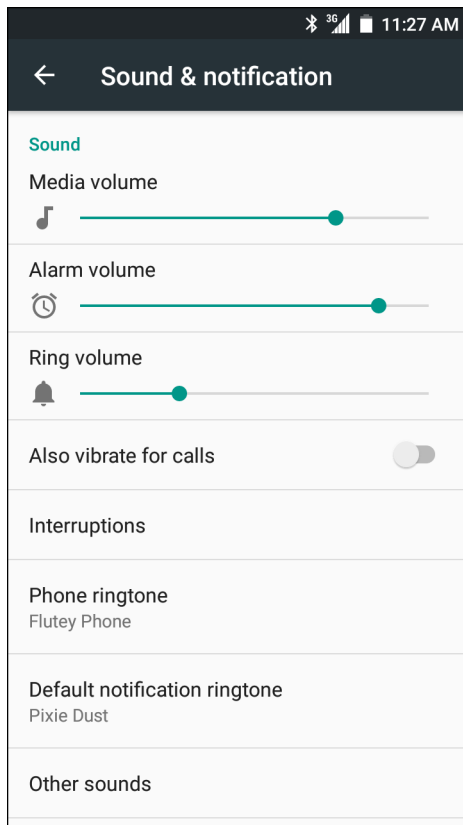 3G 11:27 AM
Sound & notification
Sound
Media volume
Alarm volume
Ring volume
Also vibrate for calls
Interruptions
Phone ringtone
Flutey Phone
Default notification ringtone
Pixie Dust
Other sounds